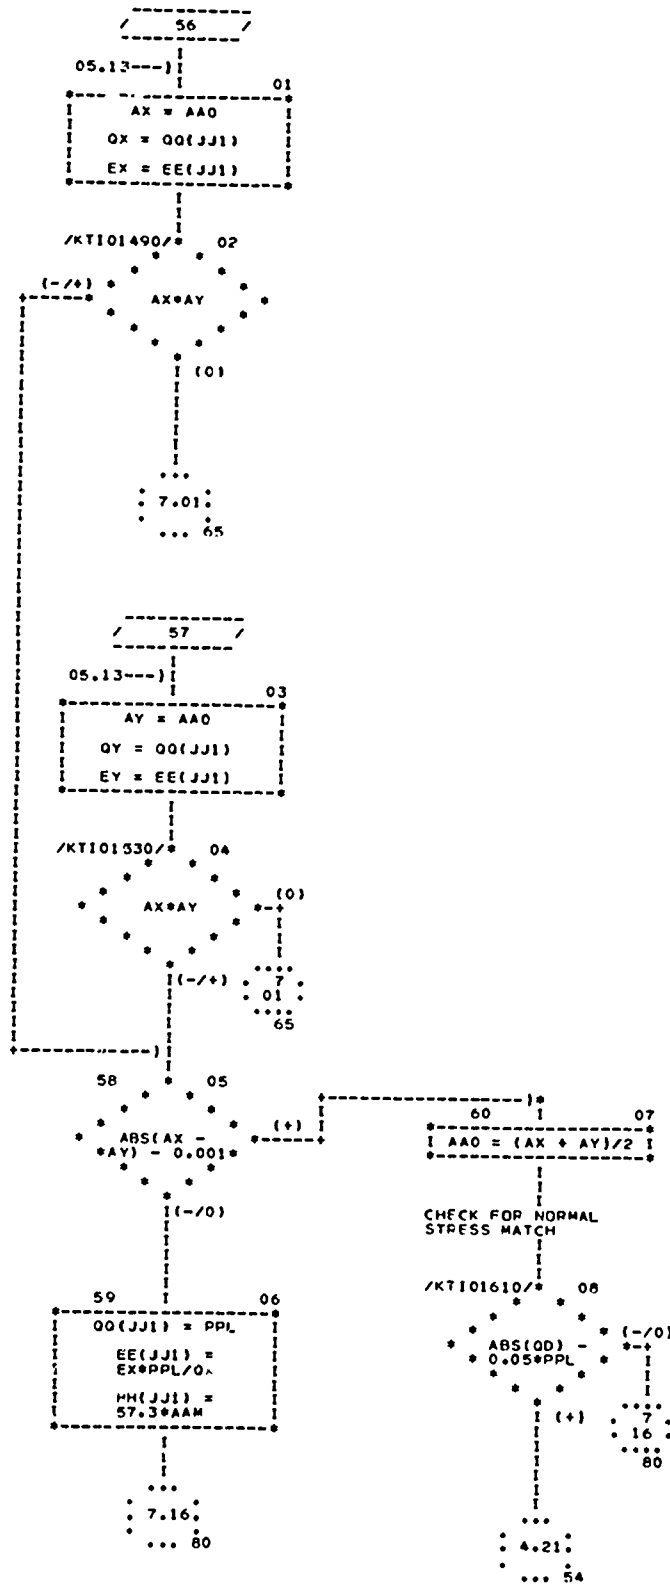 56
05.13---)
01
AX = AA0
QX = QQ(JJ1)
EX = EE(JJ1)
/KTI01490/* 02
(-/+)
AX*AY
(0)
7.01
65
57
05.13---)
03
AY = AA0
QY = QQ(JJ1)
EY = EE(JJ1)
/KTI01530/* 04
(0)
AX*AY
(-/+)
7
01
65
58 05
ABS(AX -
*AY) - 0.001*
(+)
(-/0)
60 07
AA0 = (AX + AY)/2
CHECK FOR NORMAL
STRESS MATCH
/KTI01610/* 08
(-/0)
ABS(QD) -
0.05*PPL
(+)
7
16
80
59 06
QQ(JJ1) = PPL
EE(JJ1) =
EX*PPL/QX
HH(JJ1) =
57.3*AAM
7.16
80
4.21
54